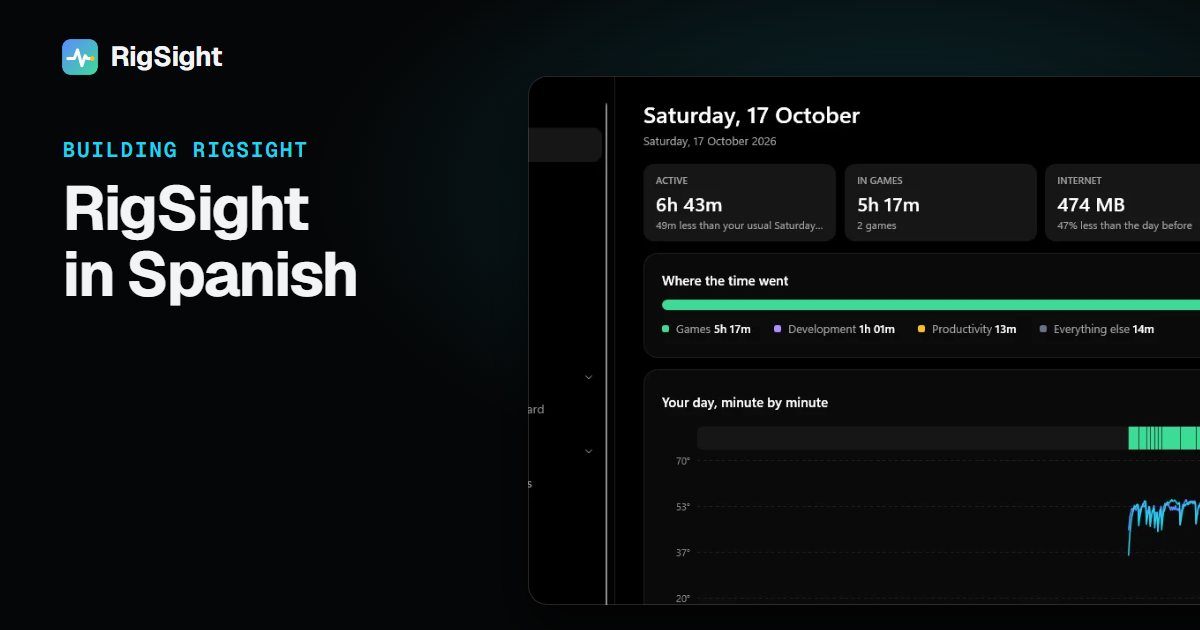 RigSight
BUILDING RIGSIGHT
RigSight
in Spanish
ard
s
Saturday, 17 October
Saturday, 17 October 2026
ACTIVE
6h 43m
49m less than your usual Saturday...
IN GAMES
5h 17m
2 games
INTERNET
474 MB
47% less than the day before
Where the time went
Games 5h 17m
Development 1h 01m
Productivity 13m
Everything else 14m
Your day, minute by minute
70°
53°
37°
20°